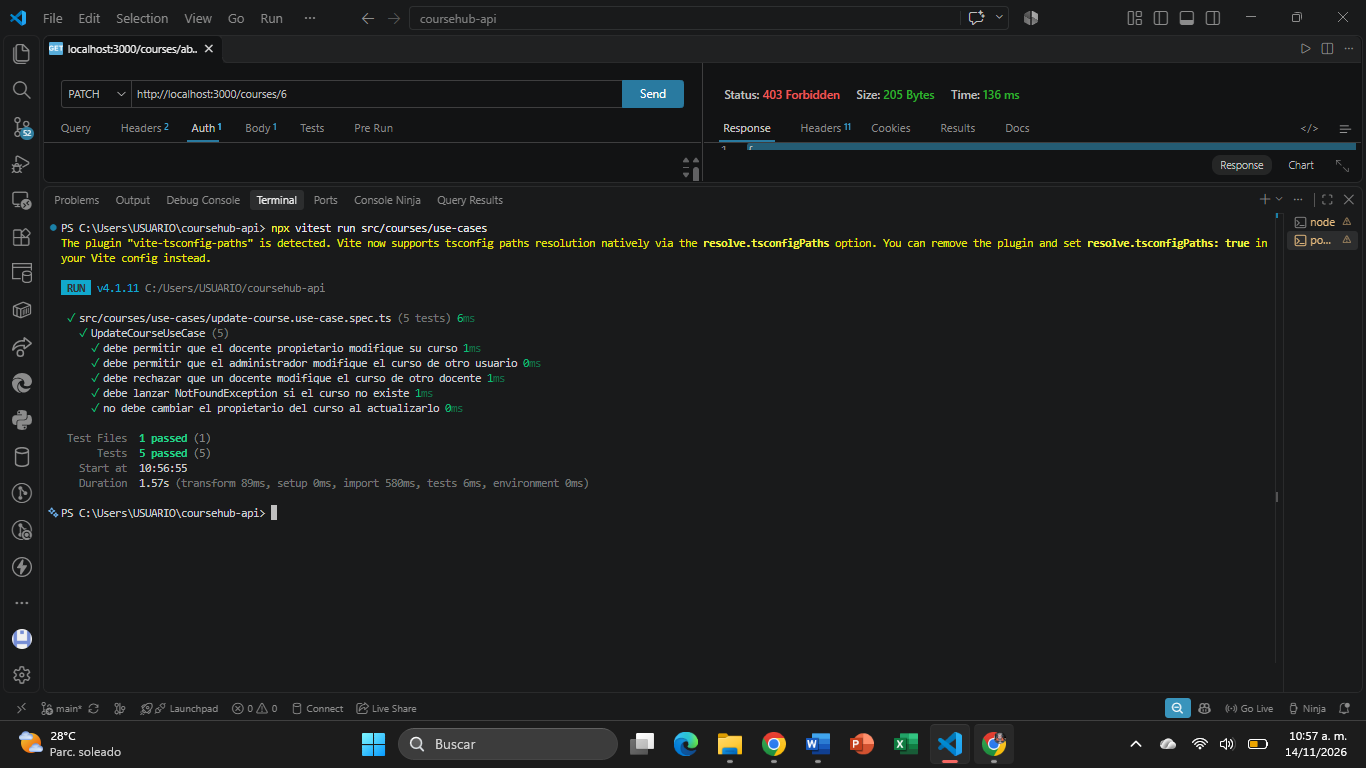 File Edit Selection View Go Run ··· coursehub-api
GET localhost:3000/courses/ab..
PATCH http://localhost:3000/courses/6 Send
Query Headers 2 Auth 1 Body 1 Tests Pre Run
Status: 403 Forbidden Size: 205 Bytes Time: 136 ms
Response Headers 11 Cookies Results Docs </>
1 {
Response Chart
Problems Output Debug Console Terminal Ports Console Ninja Query Results
node
po...
PS C:\Users\USUARIO\coursehub-api> npx vitest run src/courses/use-cases
The plugin "vite-tsconfig-paths" is detected. Vite now supports tsconfig paths resolution natively via the resolve.tsconfigPaths option. You can remove the plugin and set resolve.tsconfigPaths: true in
your Vite config instead.
RUN v4.1.11 C:/Users/USUARIO/coursehub-api
✓ src/courses/use-cases/update-course.use-case.spec.ts (5 tests) 6ms
✓ UpdateCourseUseCase (5)
✓ debe permitir que el docente propietario modifique su curso 1ms
✓ debe permitir que el administrador modifique el curso de otro usuario 0ms
✓ debe rechazar que un docente modifique el curso de otro docente 1ms
✓ debe lanzar NotFoundException si el curso no existe 1ms
✓ no debe cambiar el propietario del curso al actualizarlo 0ms
Test Files 1 passed (1)
Tests 5 passed (5)
Start at 10:56:55
Duration 1.57s (transform 89ms, setup 0ms, import 580ms, tests 6ms, environment 0ms)
PS C:\Users\USUARIO\coursehub-api>
52
main* Launchpad 0 0 Connect Live Share Go Live Ninja
28°C
Parc. soleado
Buscar
10:57 a. m.
14/11/2026